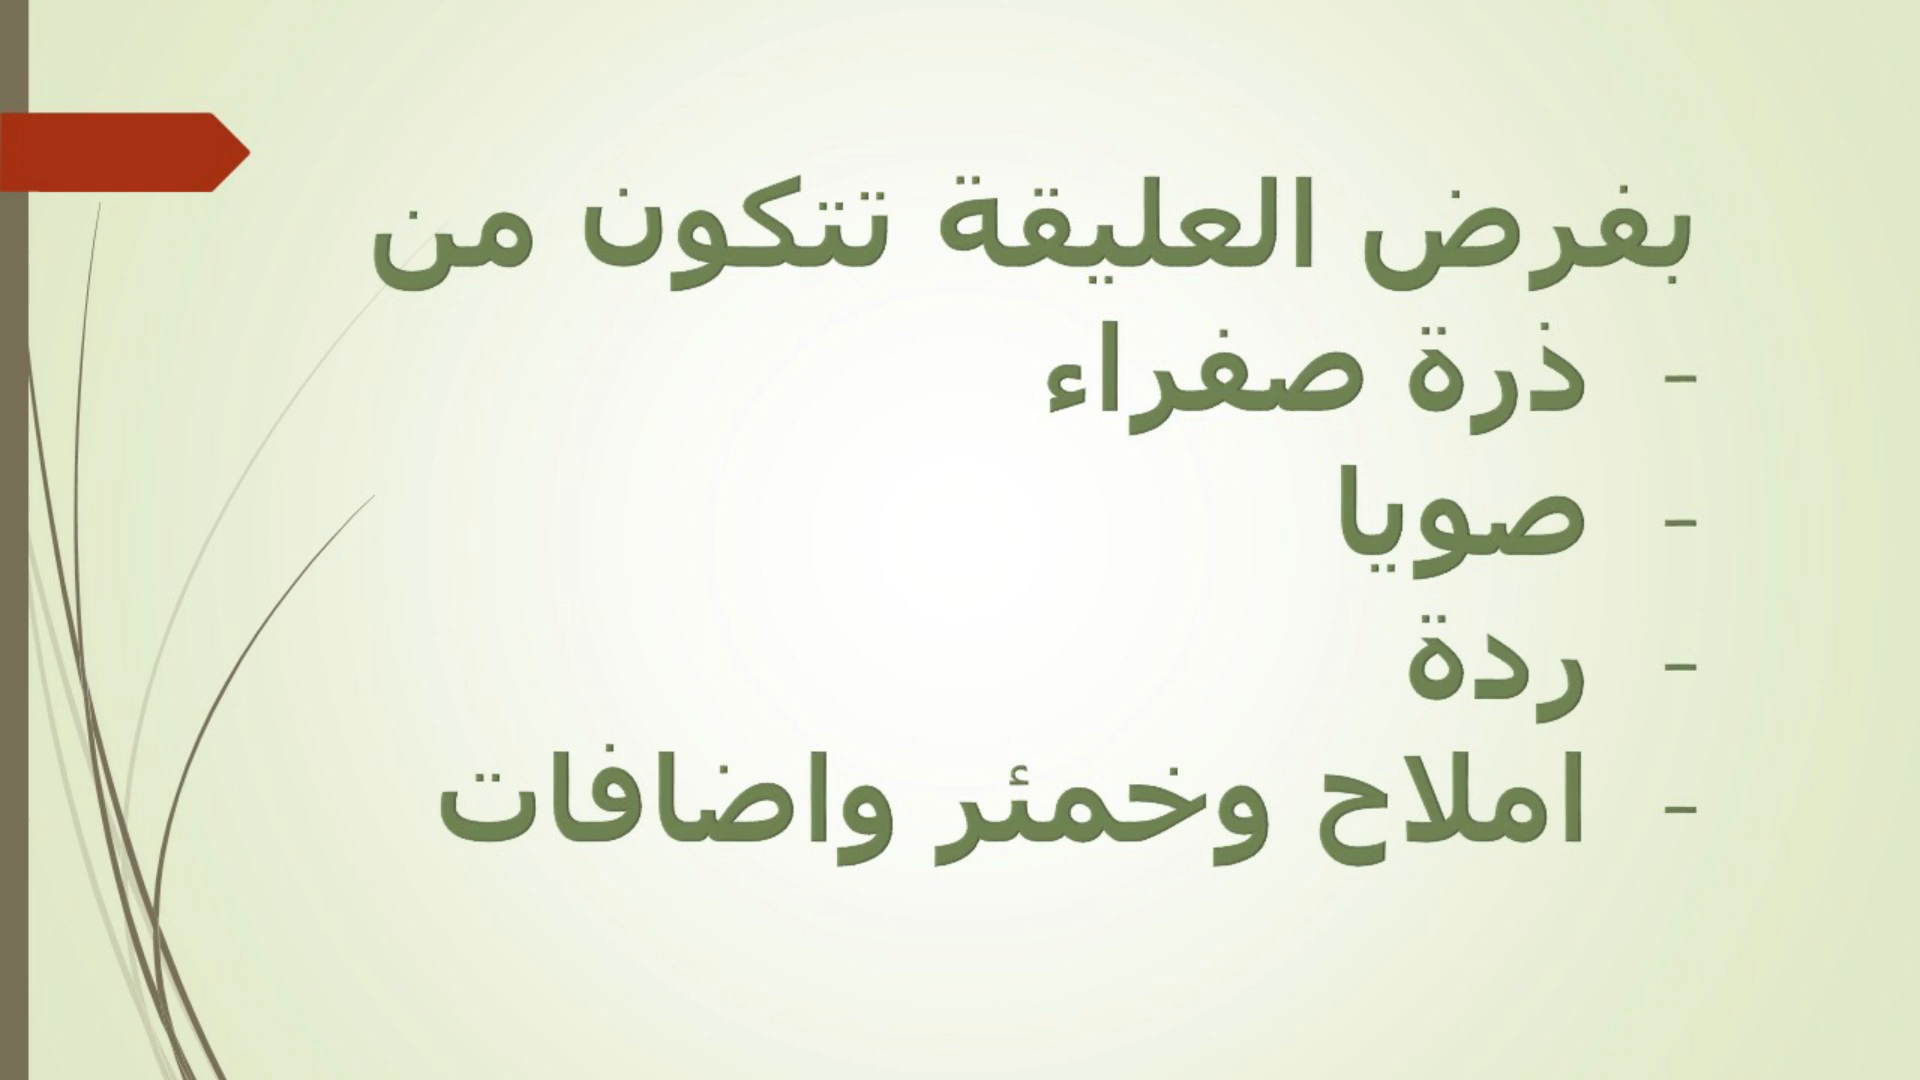 بفرض العليقة تتكون من
- ذرة صفراء
- صويا
- ردة
- املاح وخمئر واضافات